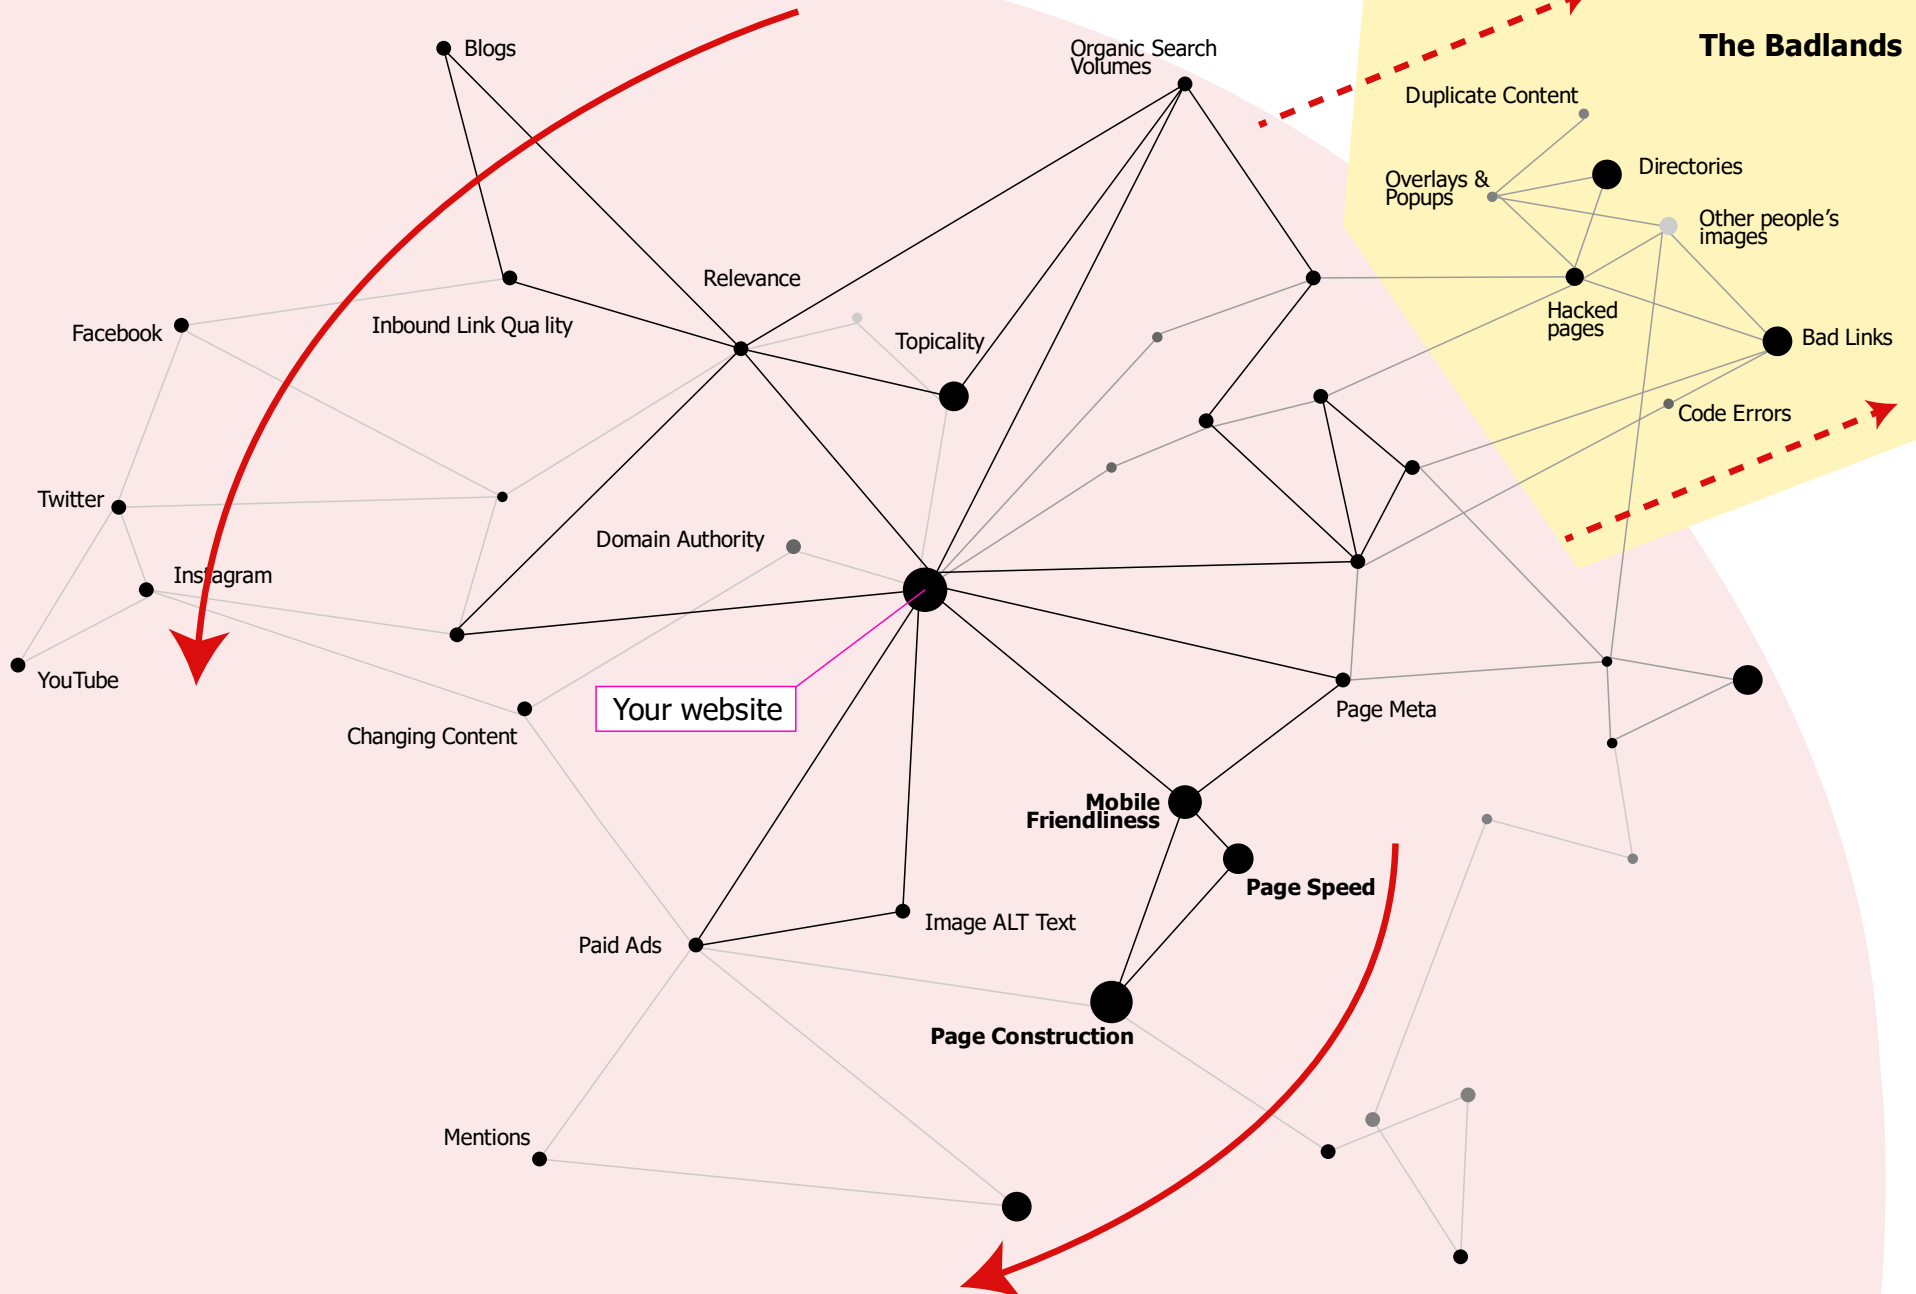 Blogs
Organic Search
Volumes
The Badlands
Duplicate Content
Directories
Overlays &
Popups
Other people’s
images
Relevance
Hacked
pages
Inbound Link Quality
Facebook
Topicality
Bad Links
Code Errors
Twitter
Domain Authority
Instagram
YouTube
Your website
Page Meta
Changing Content
Mobile
Friendliness
Page Speed
Image ALT Text
Paid Ads
Page Construction
Mentions